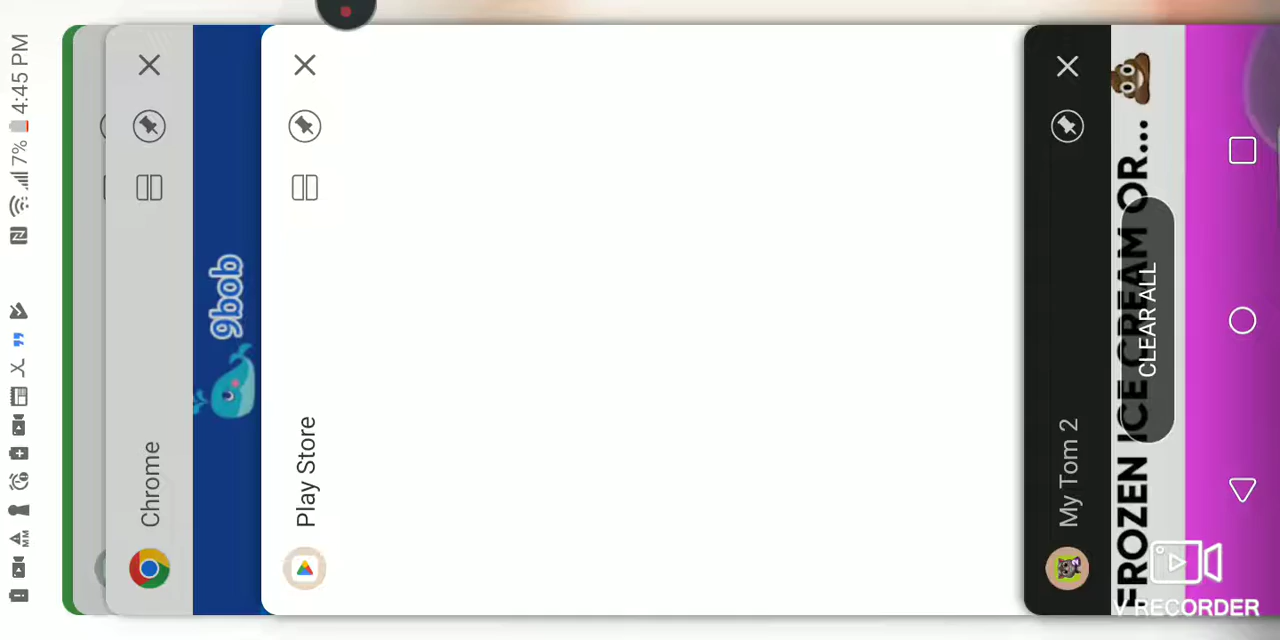 7% 4:45 PM
Chrome
9bob
Play Store
My Tom 2
FROZEN ICE CREAM OR...
CLEAR ALL
V RECORDER